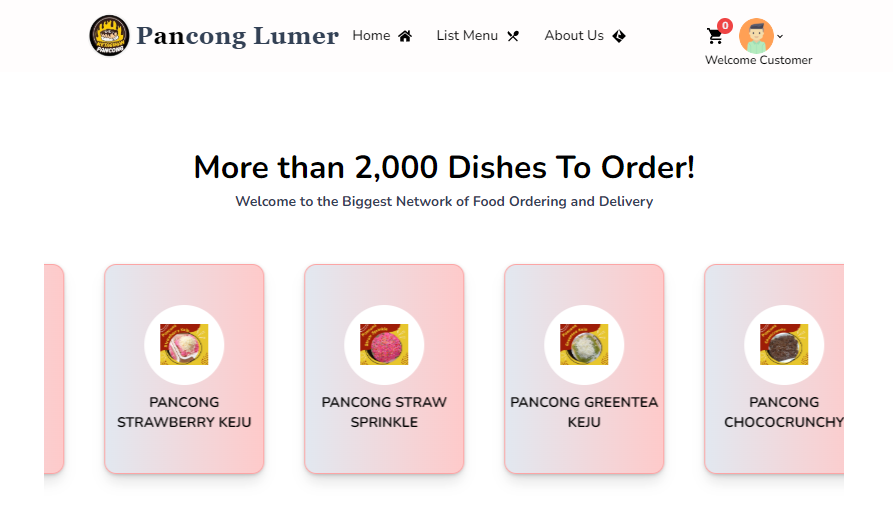 Pancong Lumer
Home
List Menu
About Us
0
Welcome Customer
More than 2,000 Dishes To Order!
Welcome to the Biggest Network of Food Ordering and Delivery
PANCONG
STRAWBERRY KEJU
PANCONG STRAW
SPRINKLE
PANCONG GREENTEA
KEJU
PANCONG
CHOCOCRUNCHY